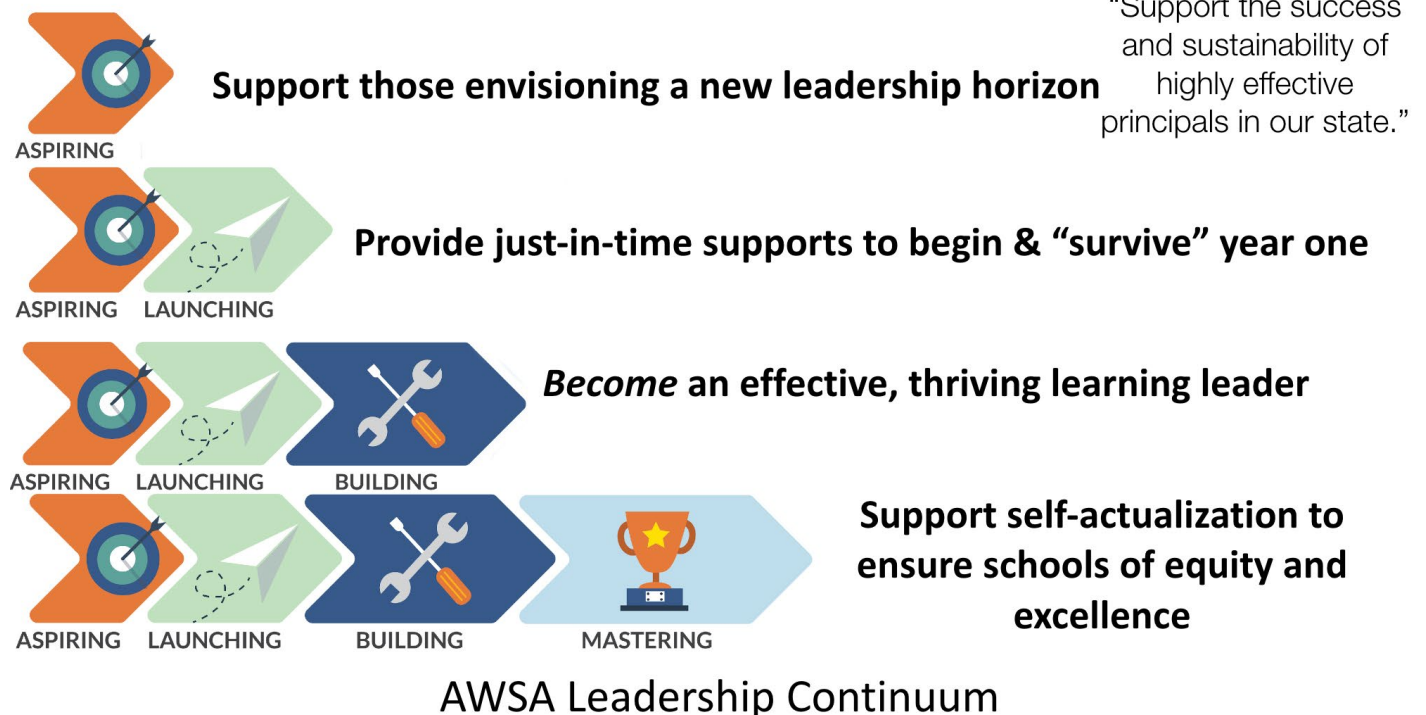 "Support the success
and sustainability of
highly effective
principals in our state."
Support those envisioning a new leadership horizon
ASPIRING
Provide just-in-time supports to begin & “survive” year one
ASPIRING LAUNCHING
Become an effective, thriving learning leader
ASPIRING LAUNCHING BUILDING
Support self-actualization to
ensure schools of equity and
excellence
ASPIRING LAUNCHING BUILDING MASTERING
AWSA Leadership Continuum